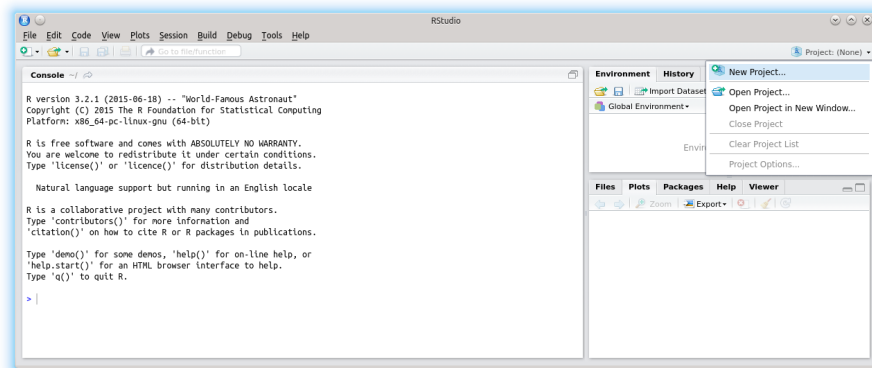 RStudio
File Edit Code View Plots Session Build Debug Tools Help
Go to file/function
Project: (None)
Console ~/
R version 3.2.1 (2015-06-18) -- "World-Famous Astronaut"
Copyright (C) 2015 The R Foundation for Statistical Computing
Platform: x86_64-pc-linux-gnu (64-bit)
R is free software and comes with ABSOLUTELY NO WARRANTY.
You are welcome to redistribute it under certain conditions.
Type 'license()' or 'licence()' for distribution details.
Natural language support but running in an English locale
R is a collaborative project with many contributors.
Type 'contributors()' for more information and
'citation()' on how to cite R or R packages in publications.
Type 'demo()' for some demos, 'help()' for on-line help, or
'help.start()' for an HTML browser interface to help.
Type 'q()' to quit R.
>
Environment History
Import Dataset
Global Environment
Envir
New Project...
Open Project...
Open Project in New Window...
Close Project
Clear Project List
Project Options...
Files Plots Packages Help Viewer
Zoom Export